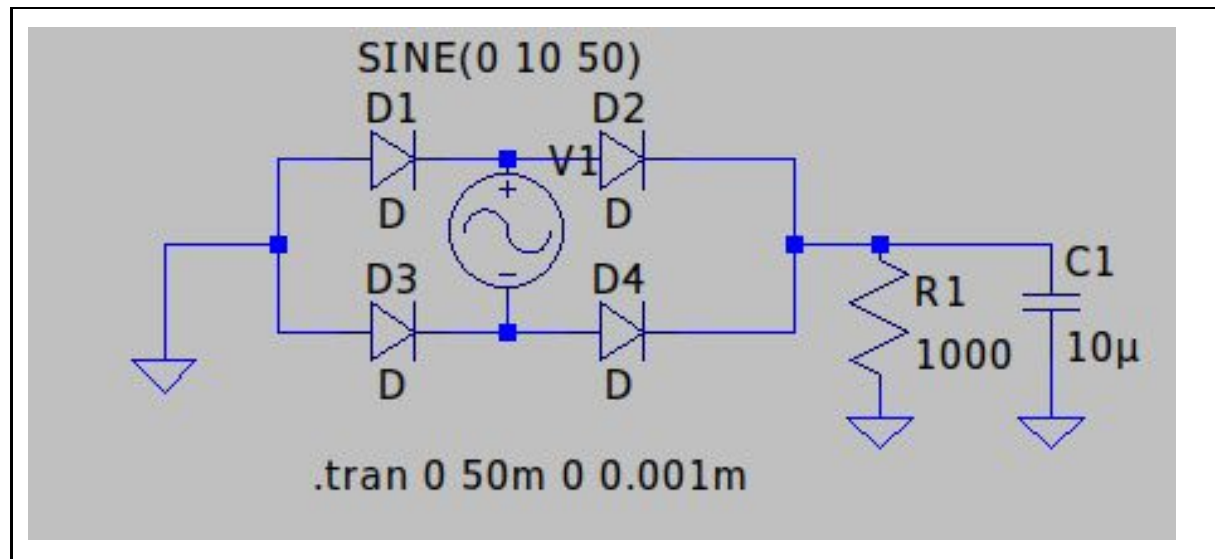 SINE(0 10 50)
D1
D2
V1
+
D
D
−
D3
D4
D
D
R1
1000
C1
10µ
.tran 0 50m 0 0.001m